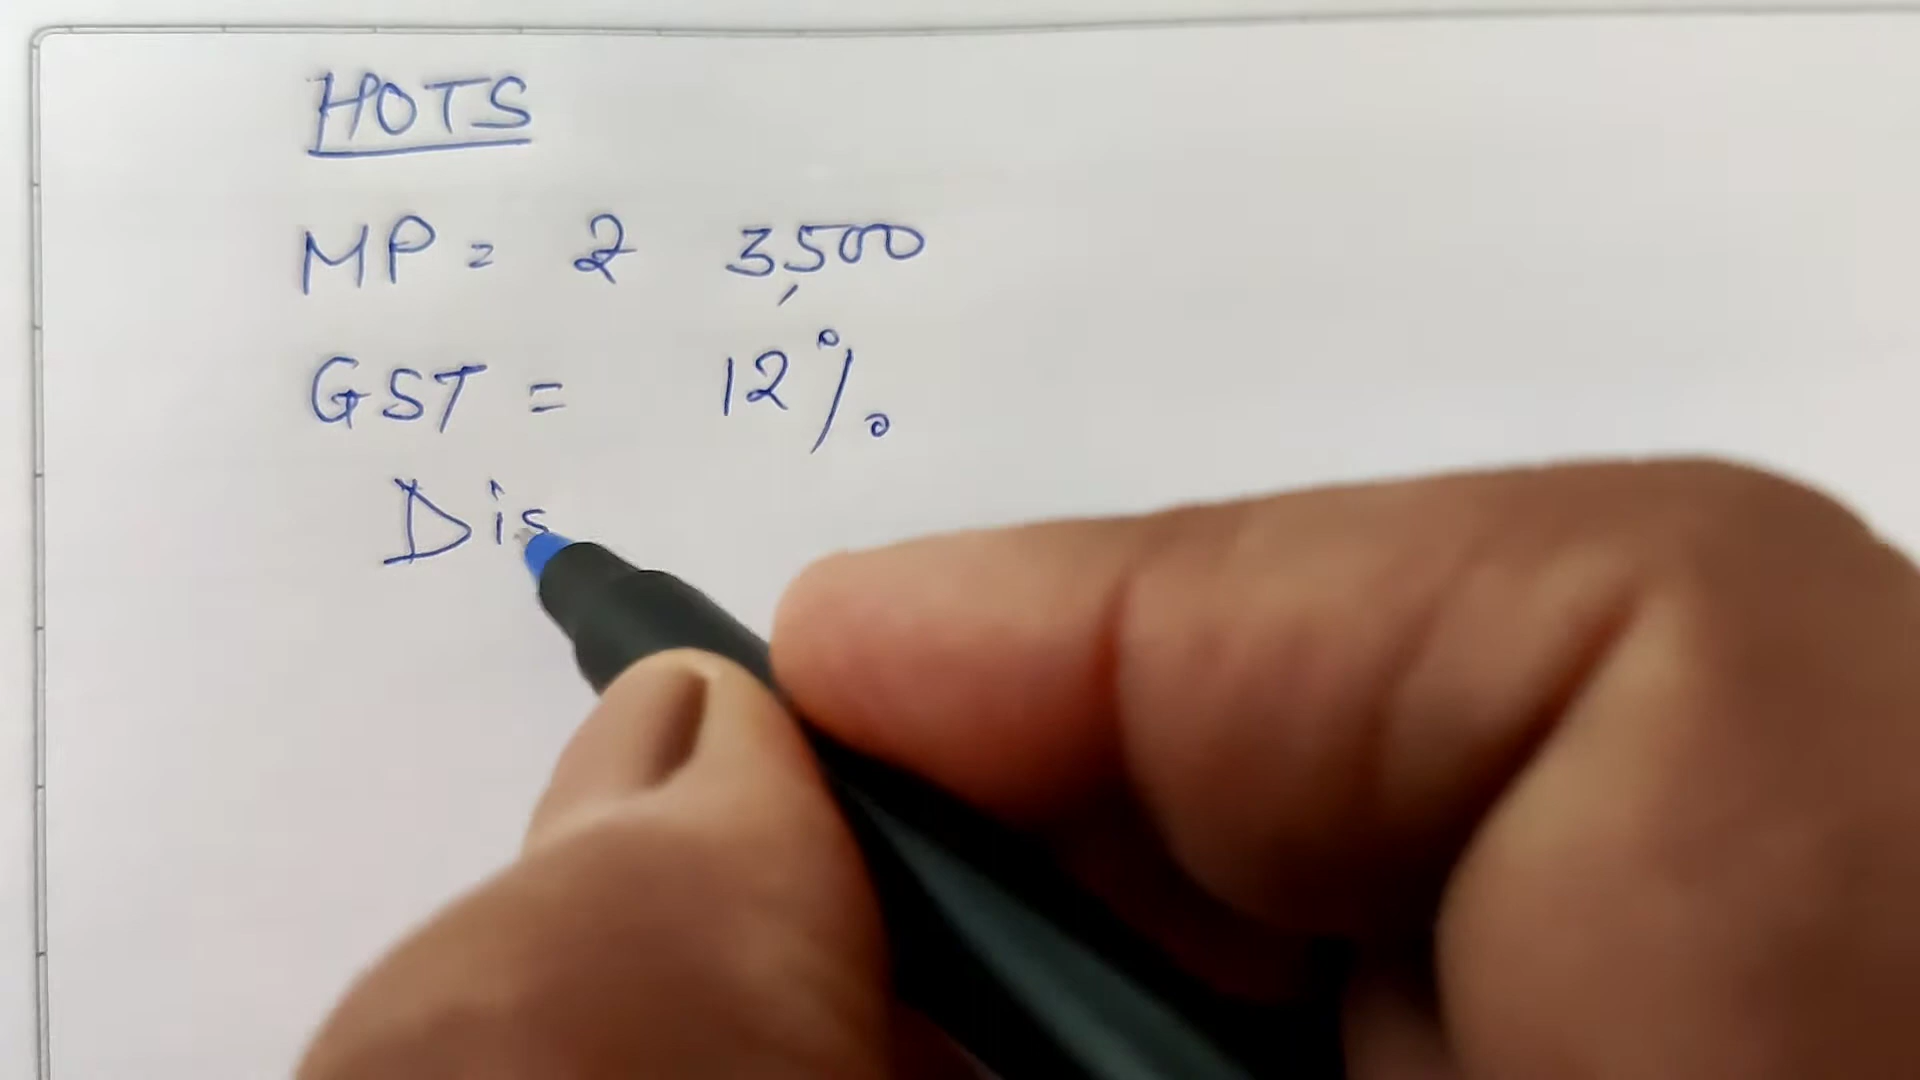 HOTS
MP = ₹ 3,500
GST = 12%
Dis